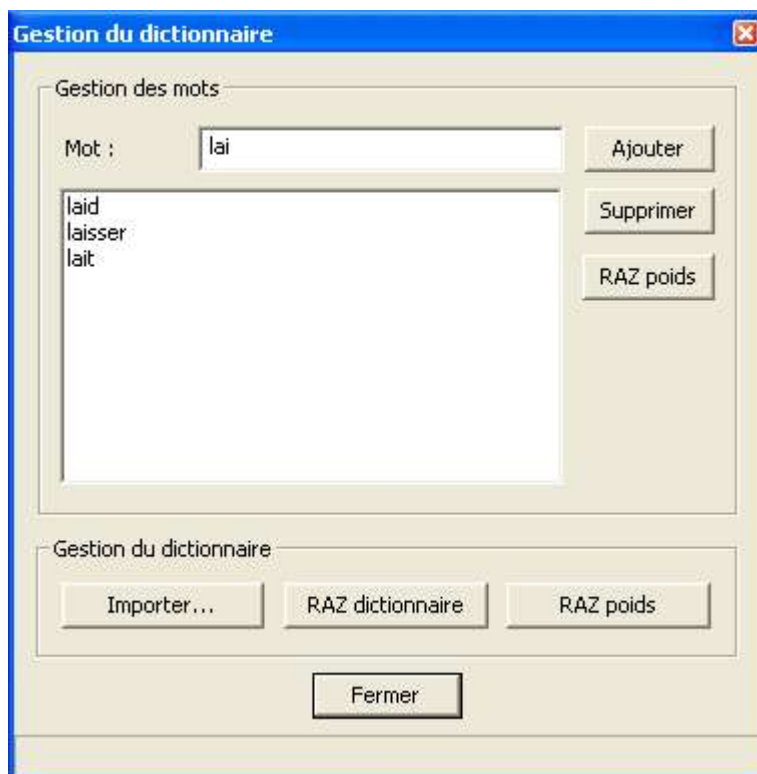 Gestion du dictionnaire
Gestion des mots
Mot :
lai
Ajouter
laid
laisser
lait
Supprimer
RAZ poids
Gestion du dictionnaire
Importer...
RAZ dictionnaire
RAZ poids
Fermer